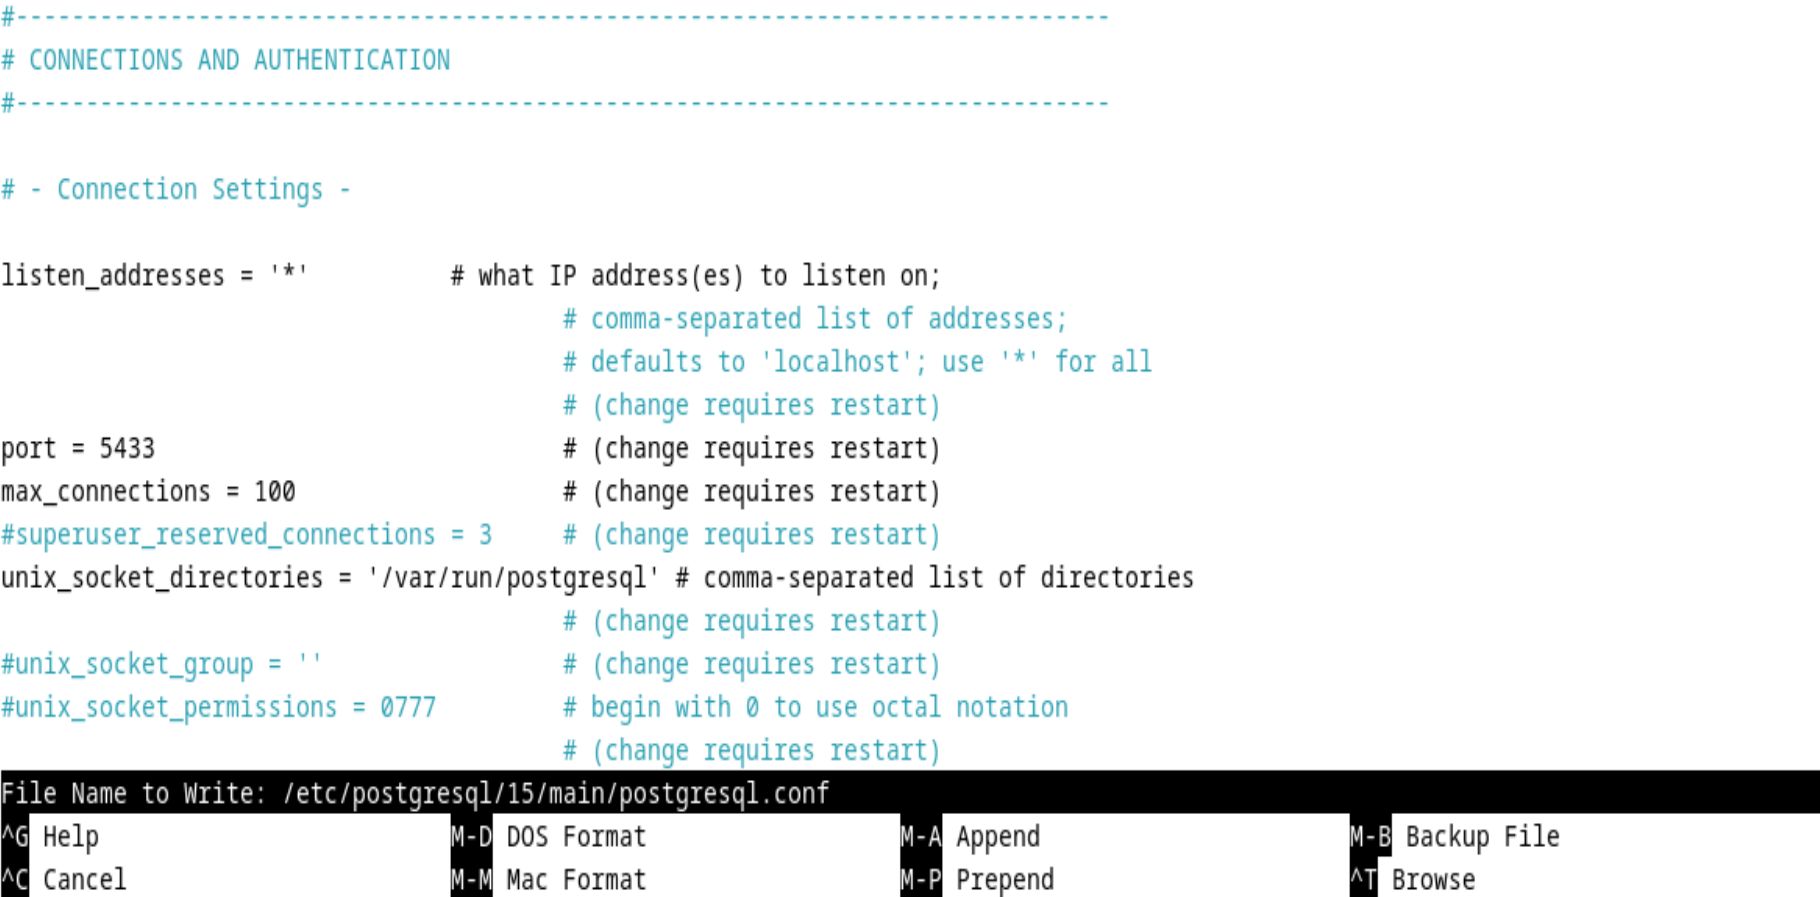 #------------------------------------------------------------------------------
# CONNECTIONS AND AUTHENTICATION
#------------------------------------------------------------------------------
# - Connection Settings -
listen_addresses = '*'          # what IP address(es) to listen on;
                                        # comma-separated list of addresses;
                                        # defaults to 'localhost'; use '*' for all
                                        # (change requires restart)
port = 5433                             # (change requires restart)
max_connections = 100                   # (change requires restart)
#superuser_reserved_connections = 3     # (change requires restart)
unix_socket_directories = '/var/run/postgresql' # comma-separated list of directories
                                        # (change requires restart)
#unix_socket_group = ''                 # (change requires restart)
#unix_socket_permissions = 0777         # begin with 0 to use octal notation
                                        # (change requires restart)
File Name to Write: /etc/postgresql/15/main/postgresql.conf
^G Help                         M-D DOS Format                  M-A Append                      M-B Backup File
^C Cancel                       M-M Mac Format                  M-P Prepend                     ^T Browse